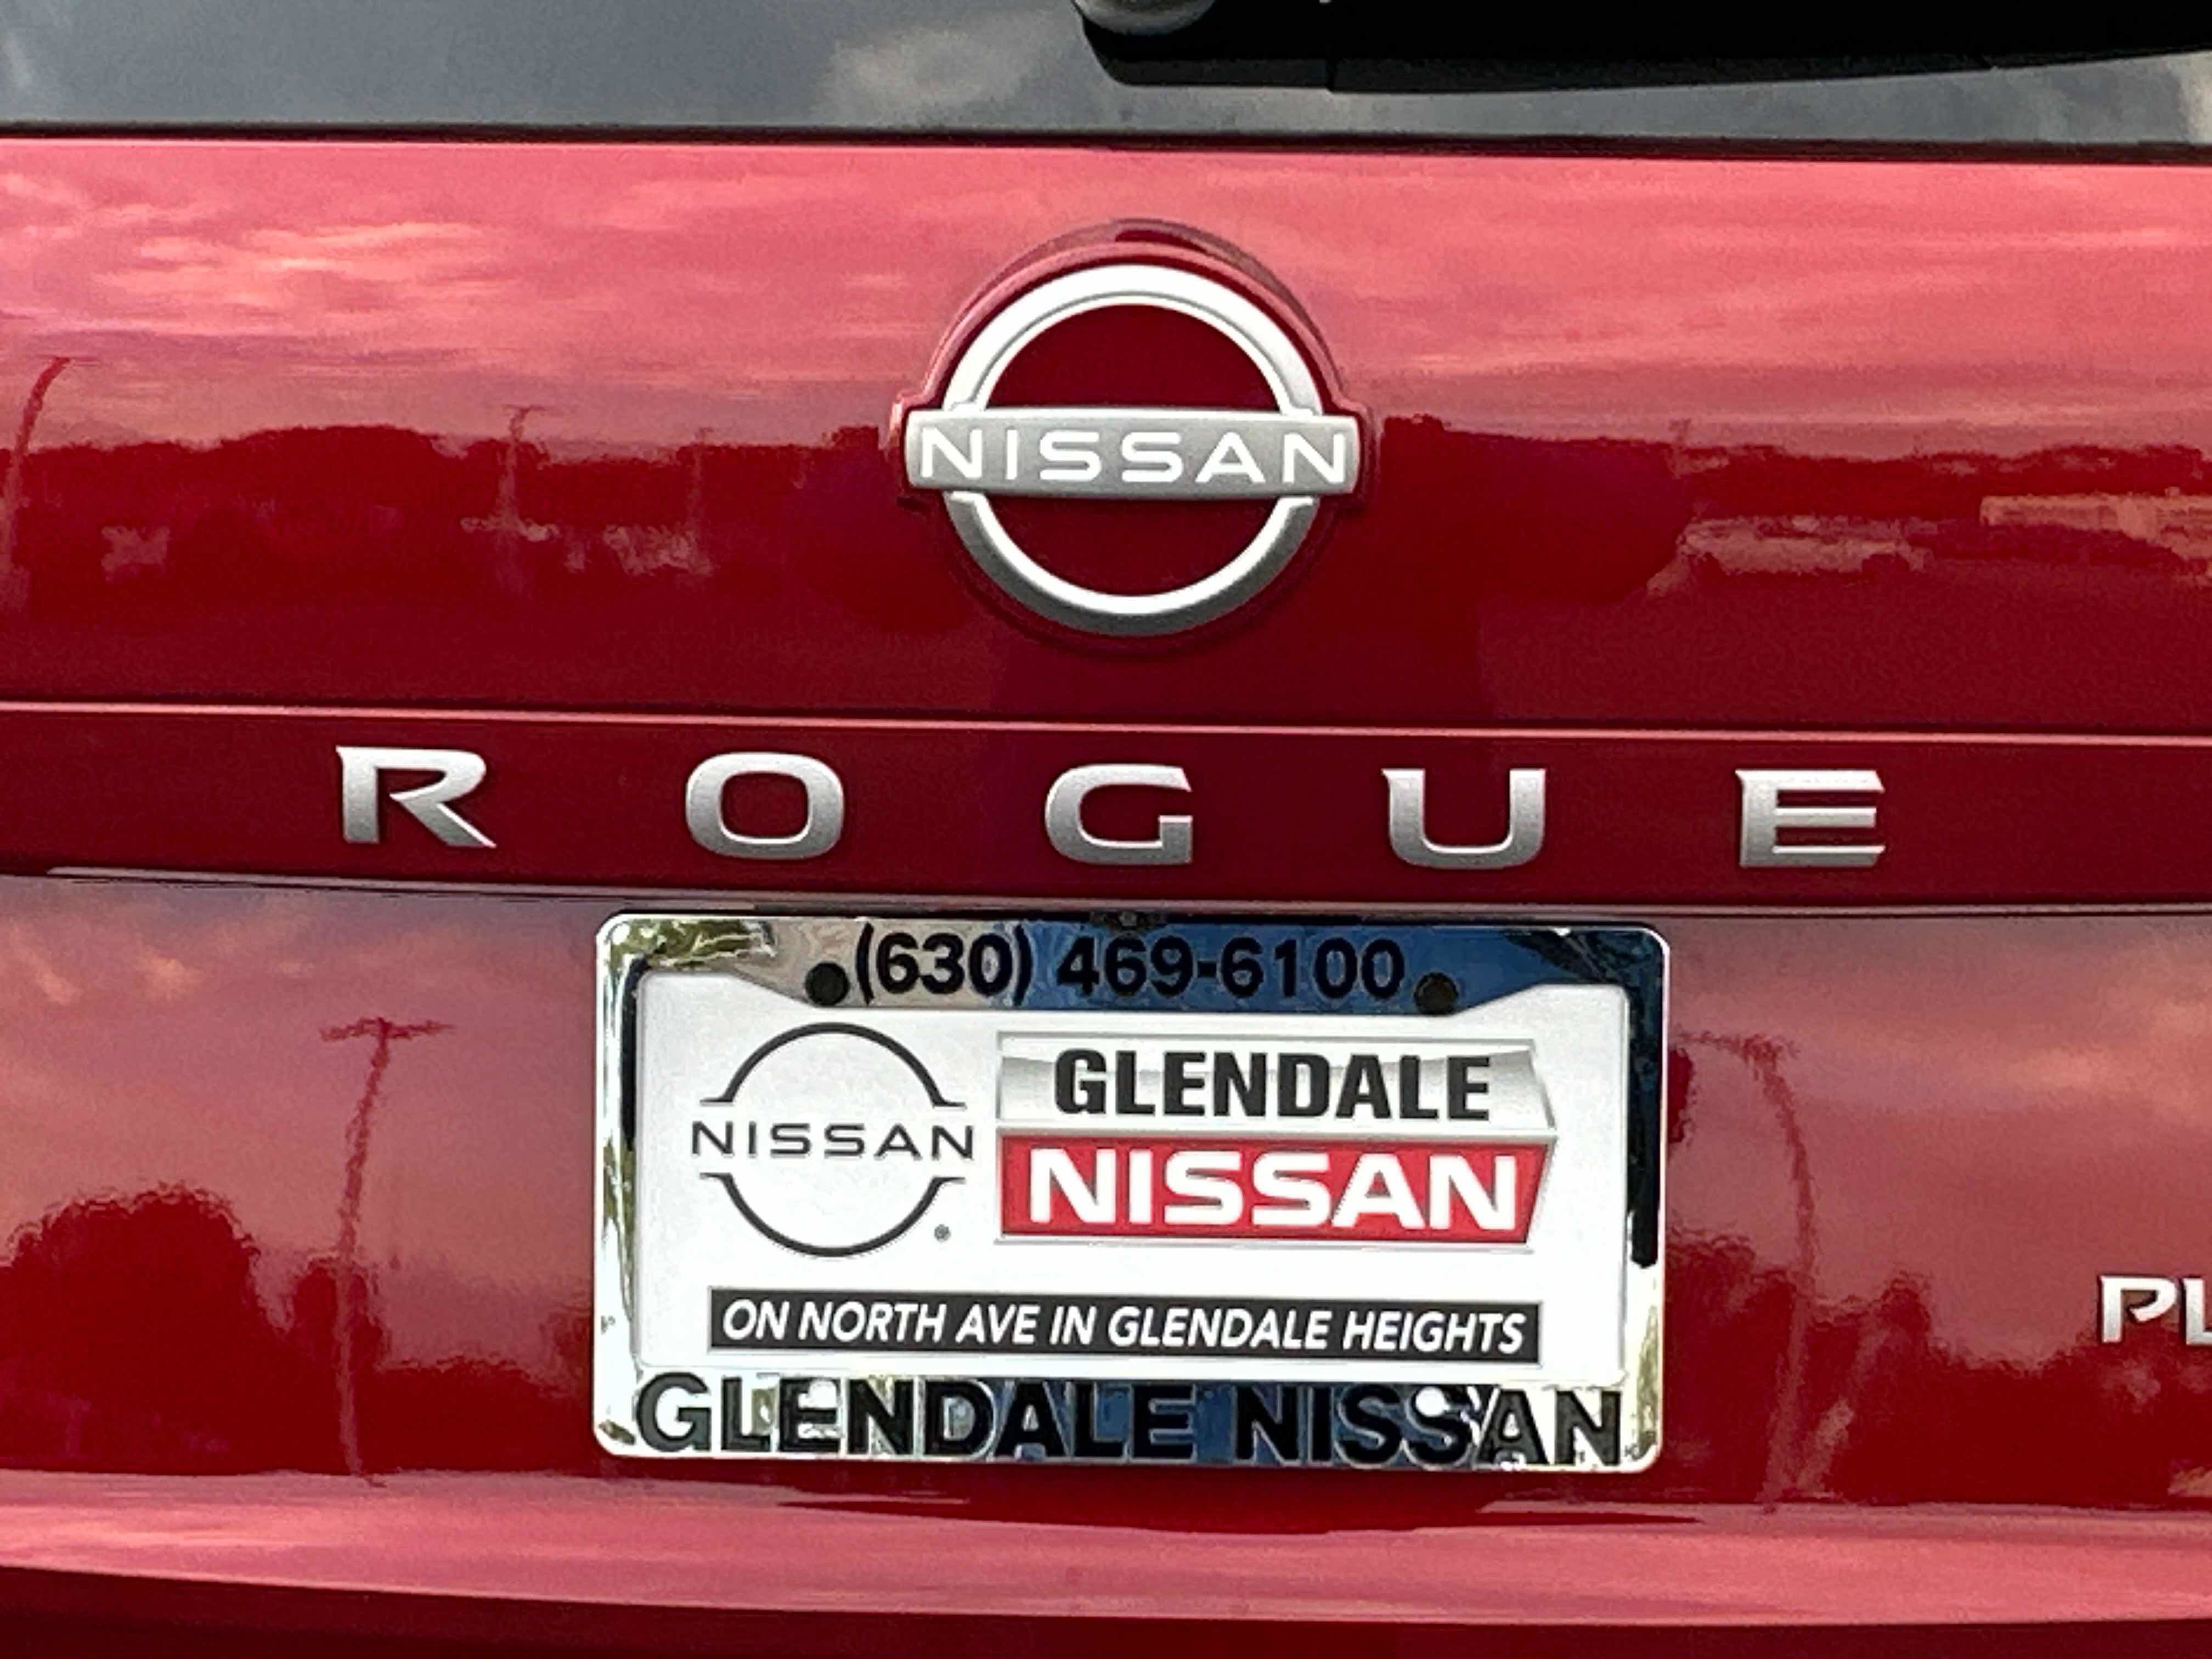 NISSAN
ROGUE
(630) 469-6100
GLENDALE
NISSAN
NISSAN
ON NORTH AVE IN GLENDALE HEIGHTS
GLENDALE NISSAN